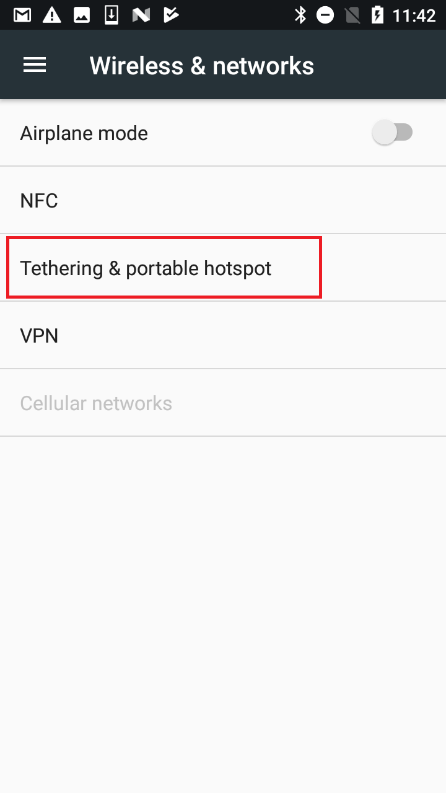 11:42
Wireless & networks
Airplane mode
NFC
Tethering & portable hotspot
VPN
Cellular networks